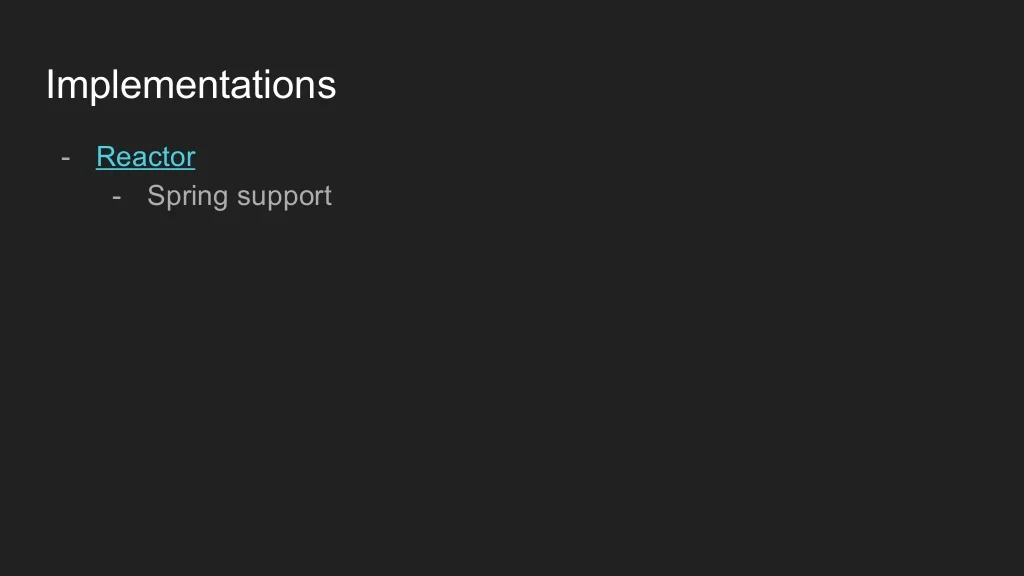 Implementations
- Reactor
- Spring support